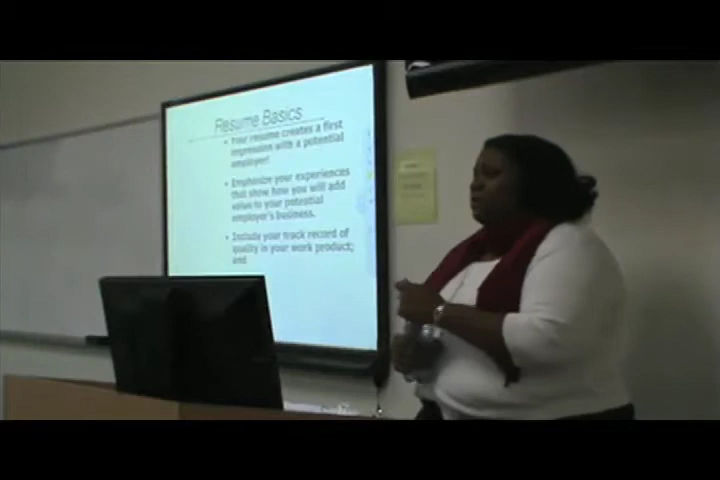 Resume Basics
• Your resume creates a first
impression with a potential
employer!
• Emphasize your experiences
that show how you will add
value to your potential
employer's business.
• Include your track record of
quality in your work product;
and